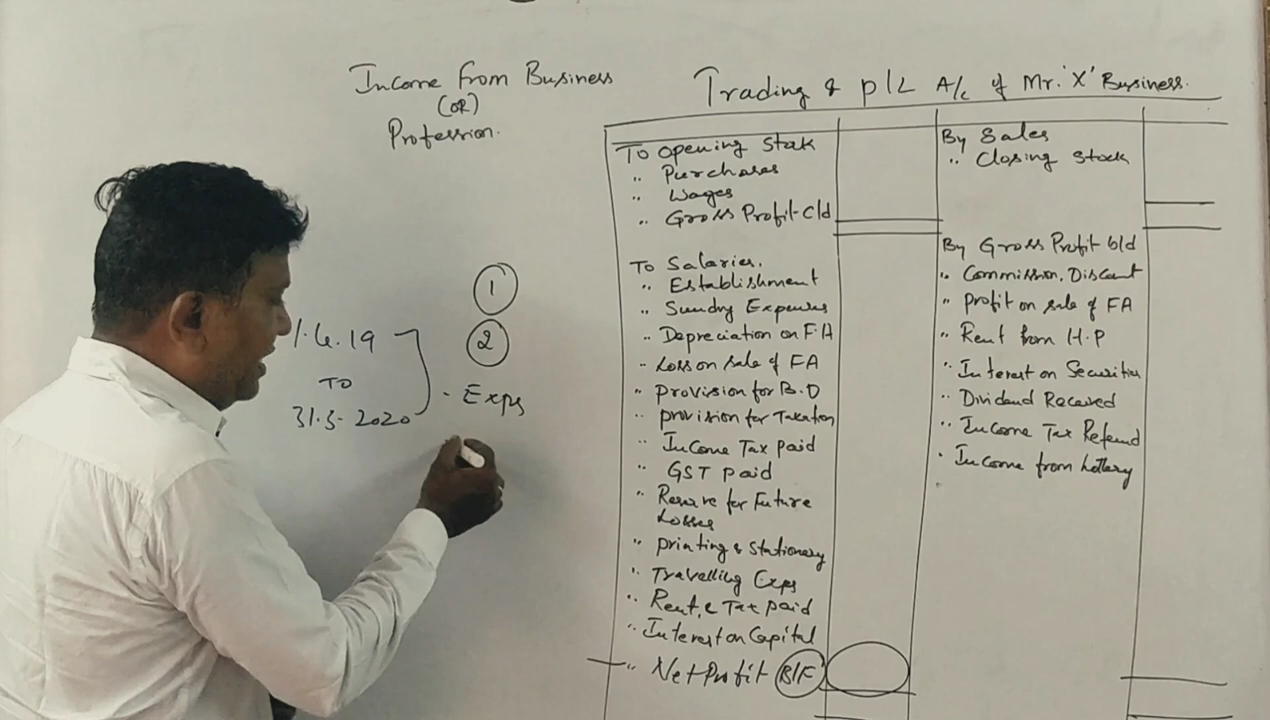 Income from Business
(OR)
Profession.
1.4.19
TO
31.3.2020
1
2
- Exps
Trading & P/L A/c of Mr. 'X' Business.
To Opening Stock
" Purchases
" Wages
" Gross Profit c/d
To Salaries.
" Establishment
" Sundry Expenses
" Depreciation on F.A
" Loss on sale of FA
" Provision for B.D
" Provision for Taxation
" Income Tax Paid
" GST Paid
" Reserve for Future
Losses
" Printing & Stationery
" Travelling Exps
" Rent & Tax Paid
" Interest on Capital
" Net Profit B/F
By Sales
" Closing Stock
By Gross Profit b/d
" Commission, Discount
" Profit on sale of FA
" Rent from H.P
" Interest on Securities
" Dividend Received
" Income Tax Refund
" Income from Lottery